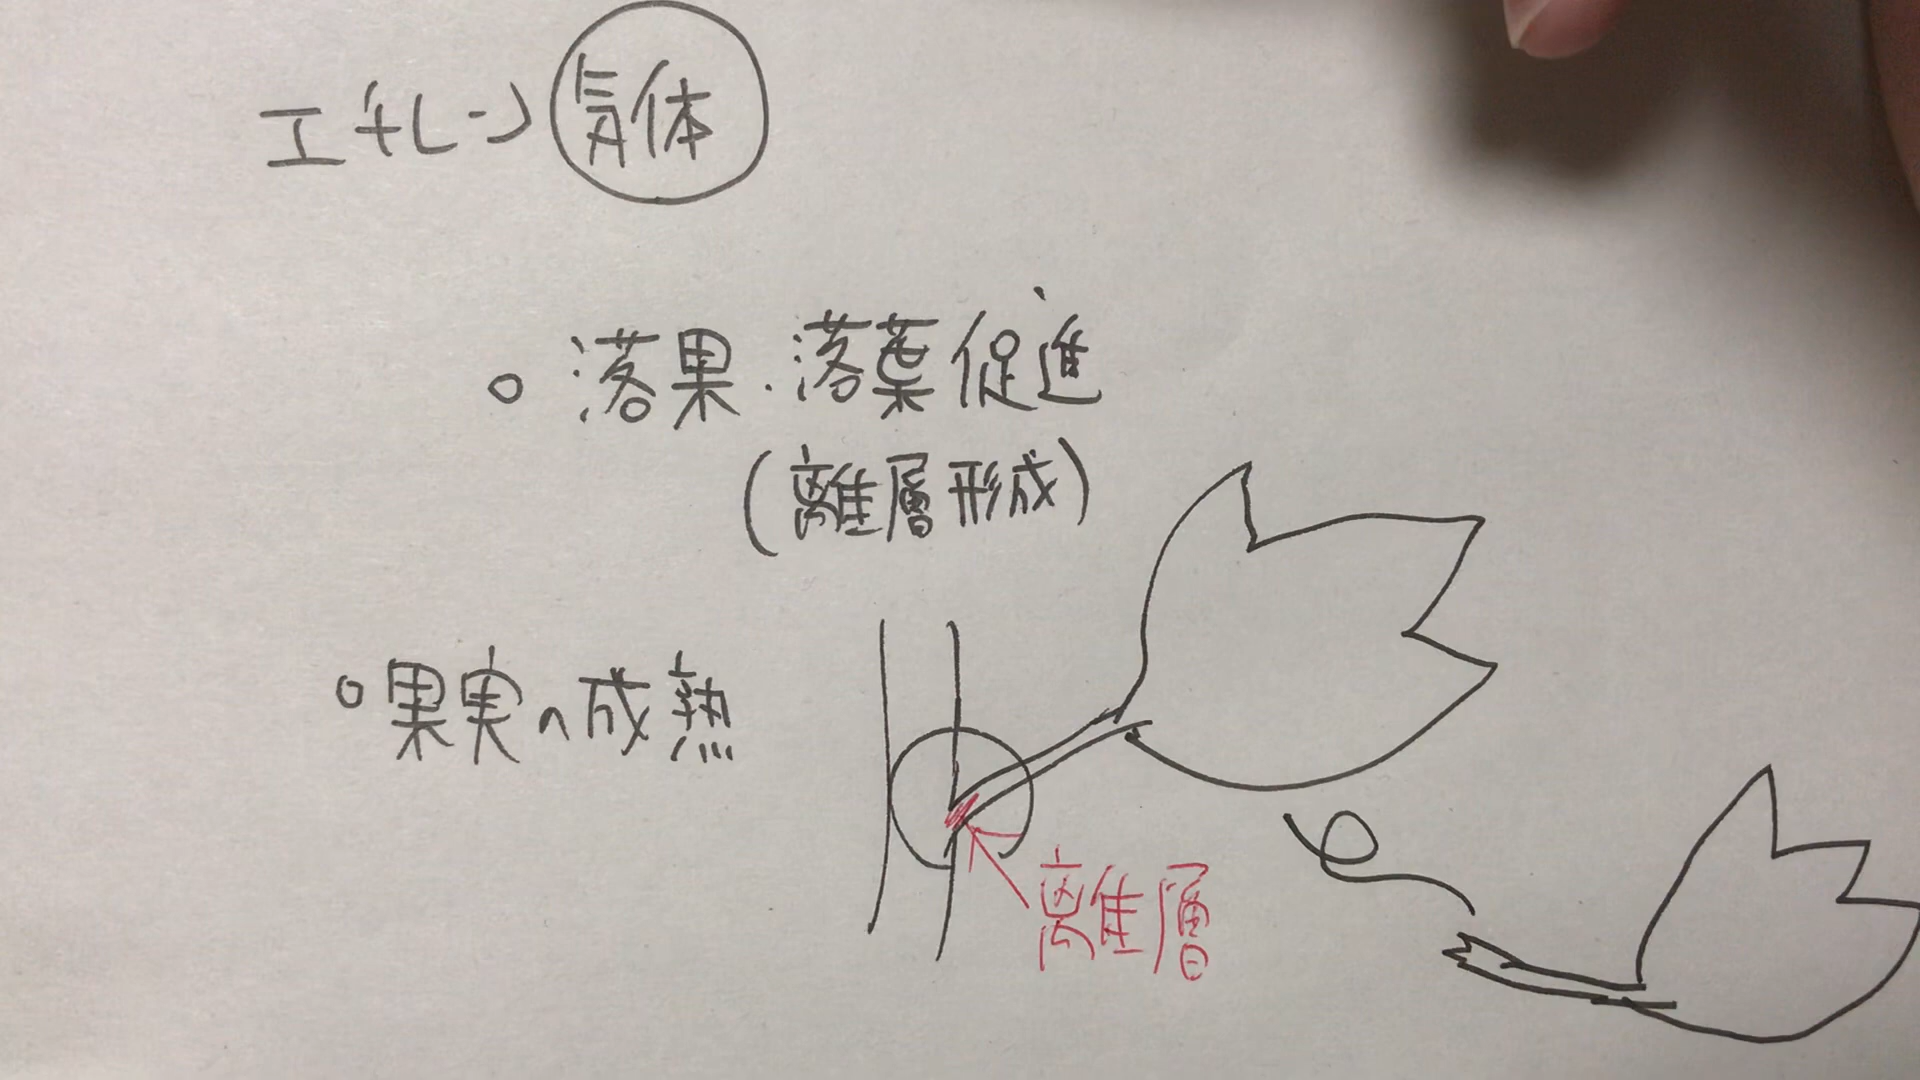 エチレン 気体
○ 落果・落葉促進
(離層形成)
○果実の成熟
離層